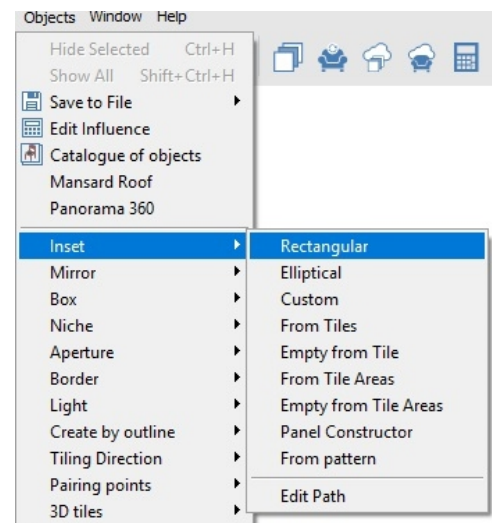 Objects Window Help
Hide Selected Ctrl+H
Show All Shift+Ctrl+H
Save to File
Edit Influence
Catalogue of objects
Mansard Roof
Panorama 360
Inset
Mirror
Box
Niche
Aperture
Border
Light
Create by outline
Tiling Direction
Pairing points
3D tiles
Rectangular
Elliptical
Custom
From Tiles
Empty from Tile
From Tile Areas
Empty from Tile Areas
Panel Constructor
From pattern
Edit Path